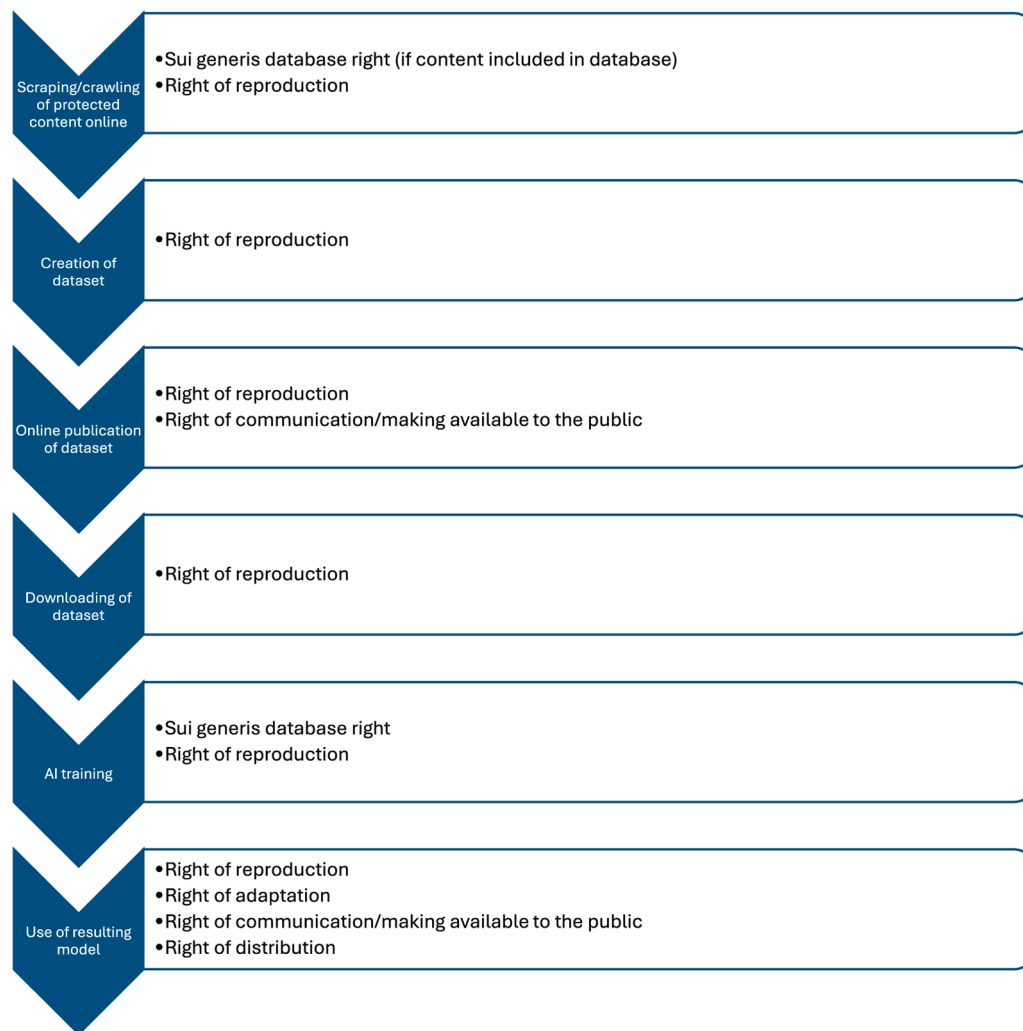 Scraping/crawling
of protected
content online
•Sui generis database right (if content included in database)
•Right of reproduction
Creation of
dataset
•Right of reproduction
Online publication
of dataset
•Right of reproduction
•Right of communication/making available to the public
Downloading of
dataset
•Right of reproduction
AI training
•Sui generis database right
•Right of reproduction
Use of resulting
model
•Right of reproduction
•Right of adaptation
•Right of communication/making available to the public
•Right of distribution